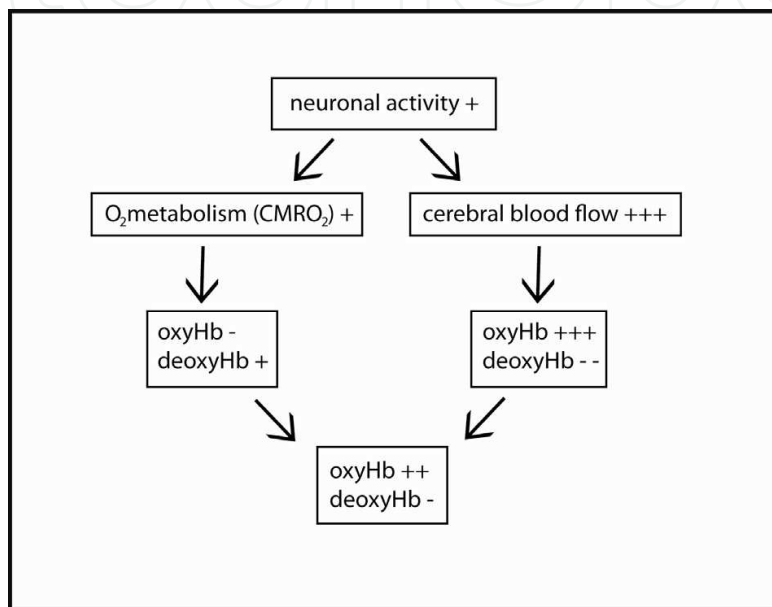 neuronal activity +
O₂metabolism (CMRO₂) +
cerebral blood flow +++
oxyHb -
deoxyHb +
oxyHb +++
deoxyHb - -
oxyHb ++
deoxyHb -